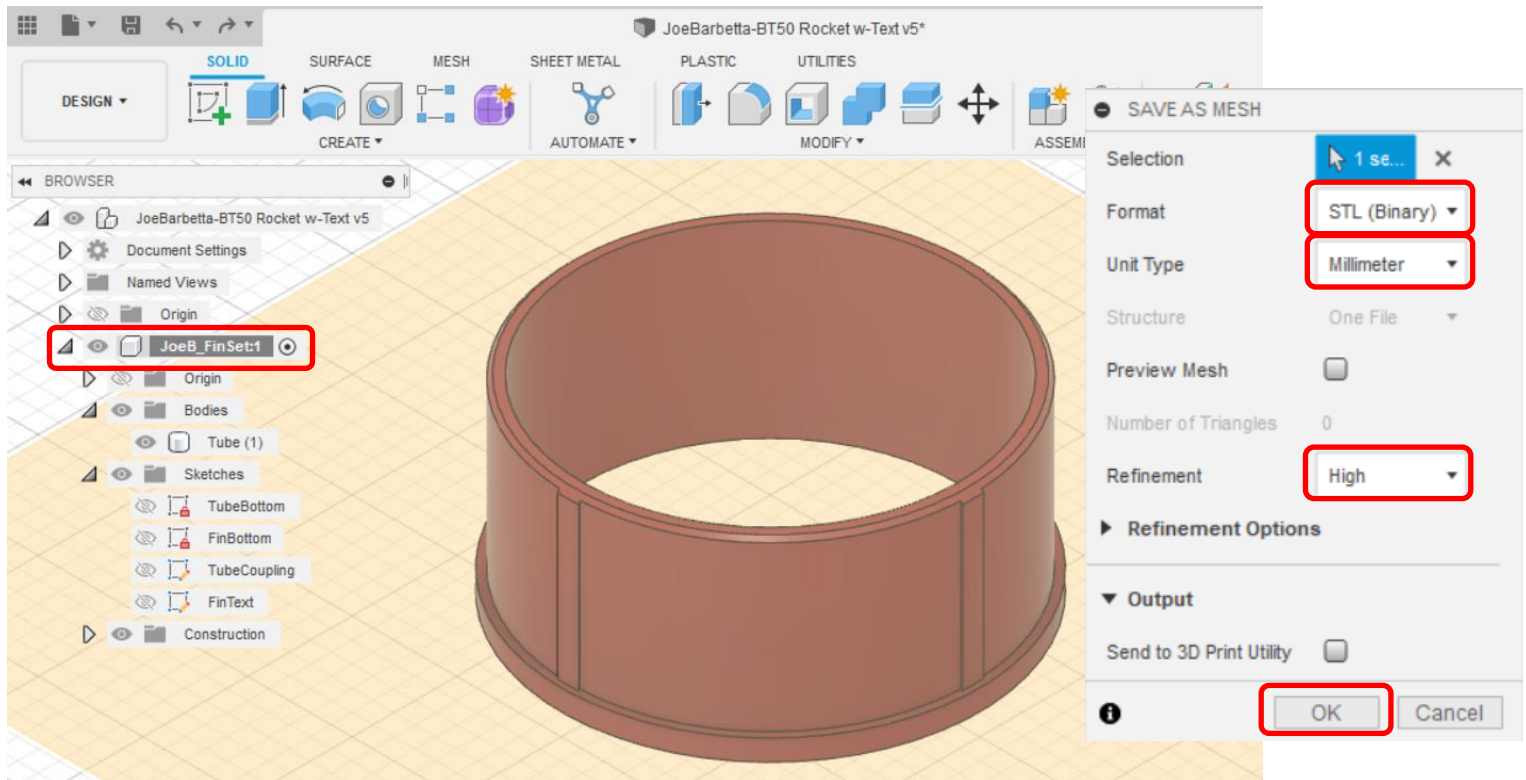 JoeBarbetta-BT50 Rocket w-Text v5*
SOLID SURFACE MESH SHEET METAL PLASTIC UTILITIES
DESIGN
CREATE AUTOMATE MODIFY ASSEM
BROWSER
JoeBarbetta-BT50 Rocket w-Text v5
Document Settings
Named Views
Origin
JoeB_FinSet:1
Origin
Bodies
Tube (1)
Sketches
TubeBottom
FinBottom
TubeCoupling
FinText
Construction
SAVE AS MESH
Selection 1 se...
Format STL (Binary)
Unit Type Millimeter
Structure One File
Preview Mesh
Number of Triangles 0
Refinement High
Refinement Options
Output
Send to 3D Print Utility
OK Cancel